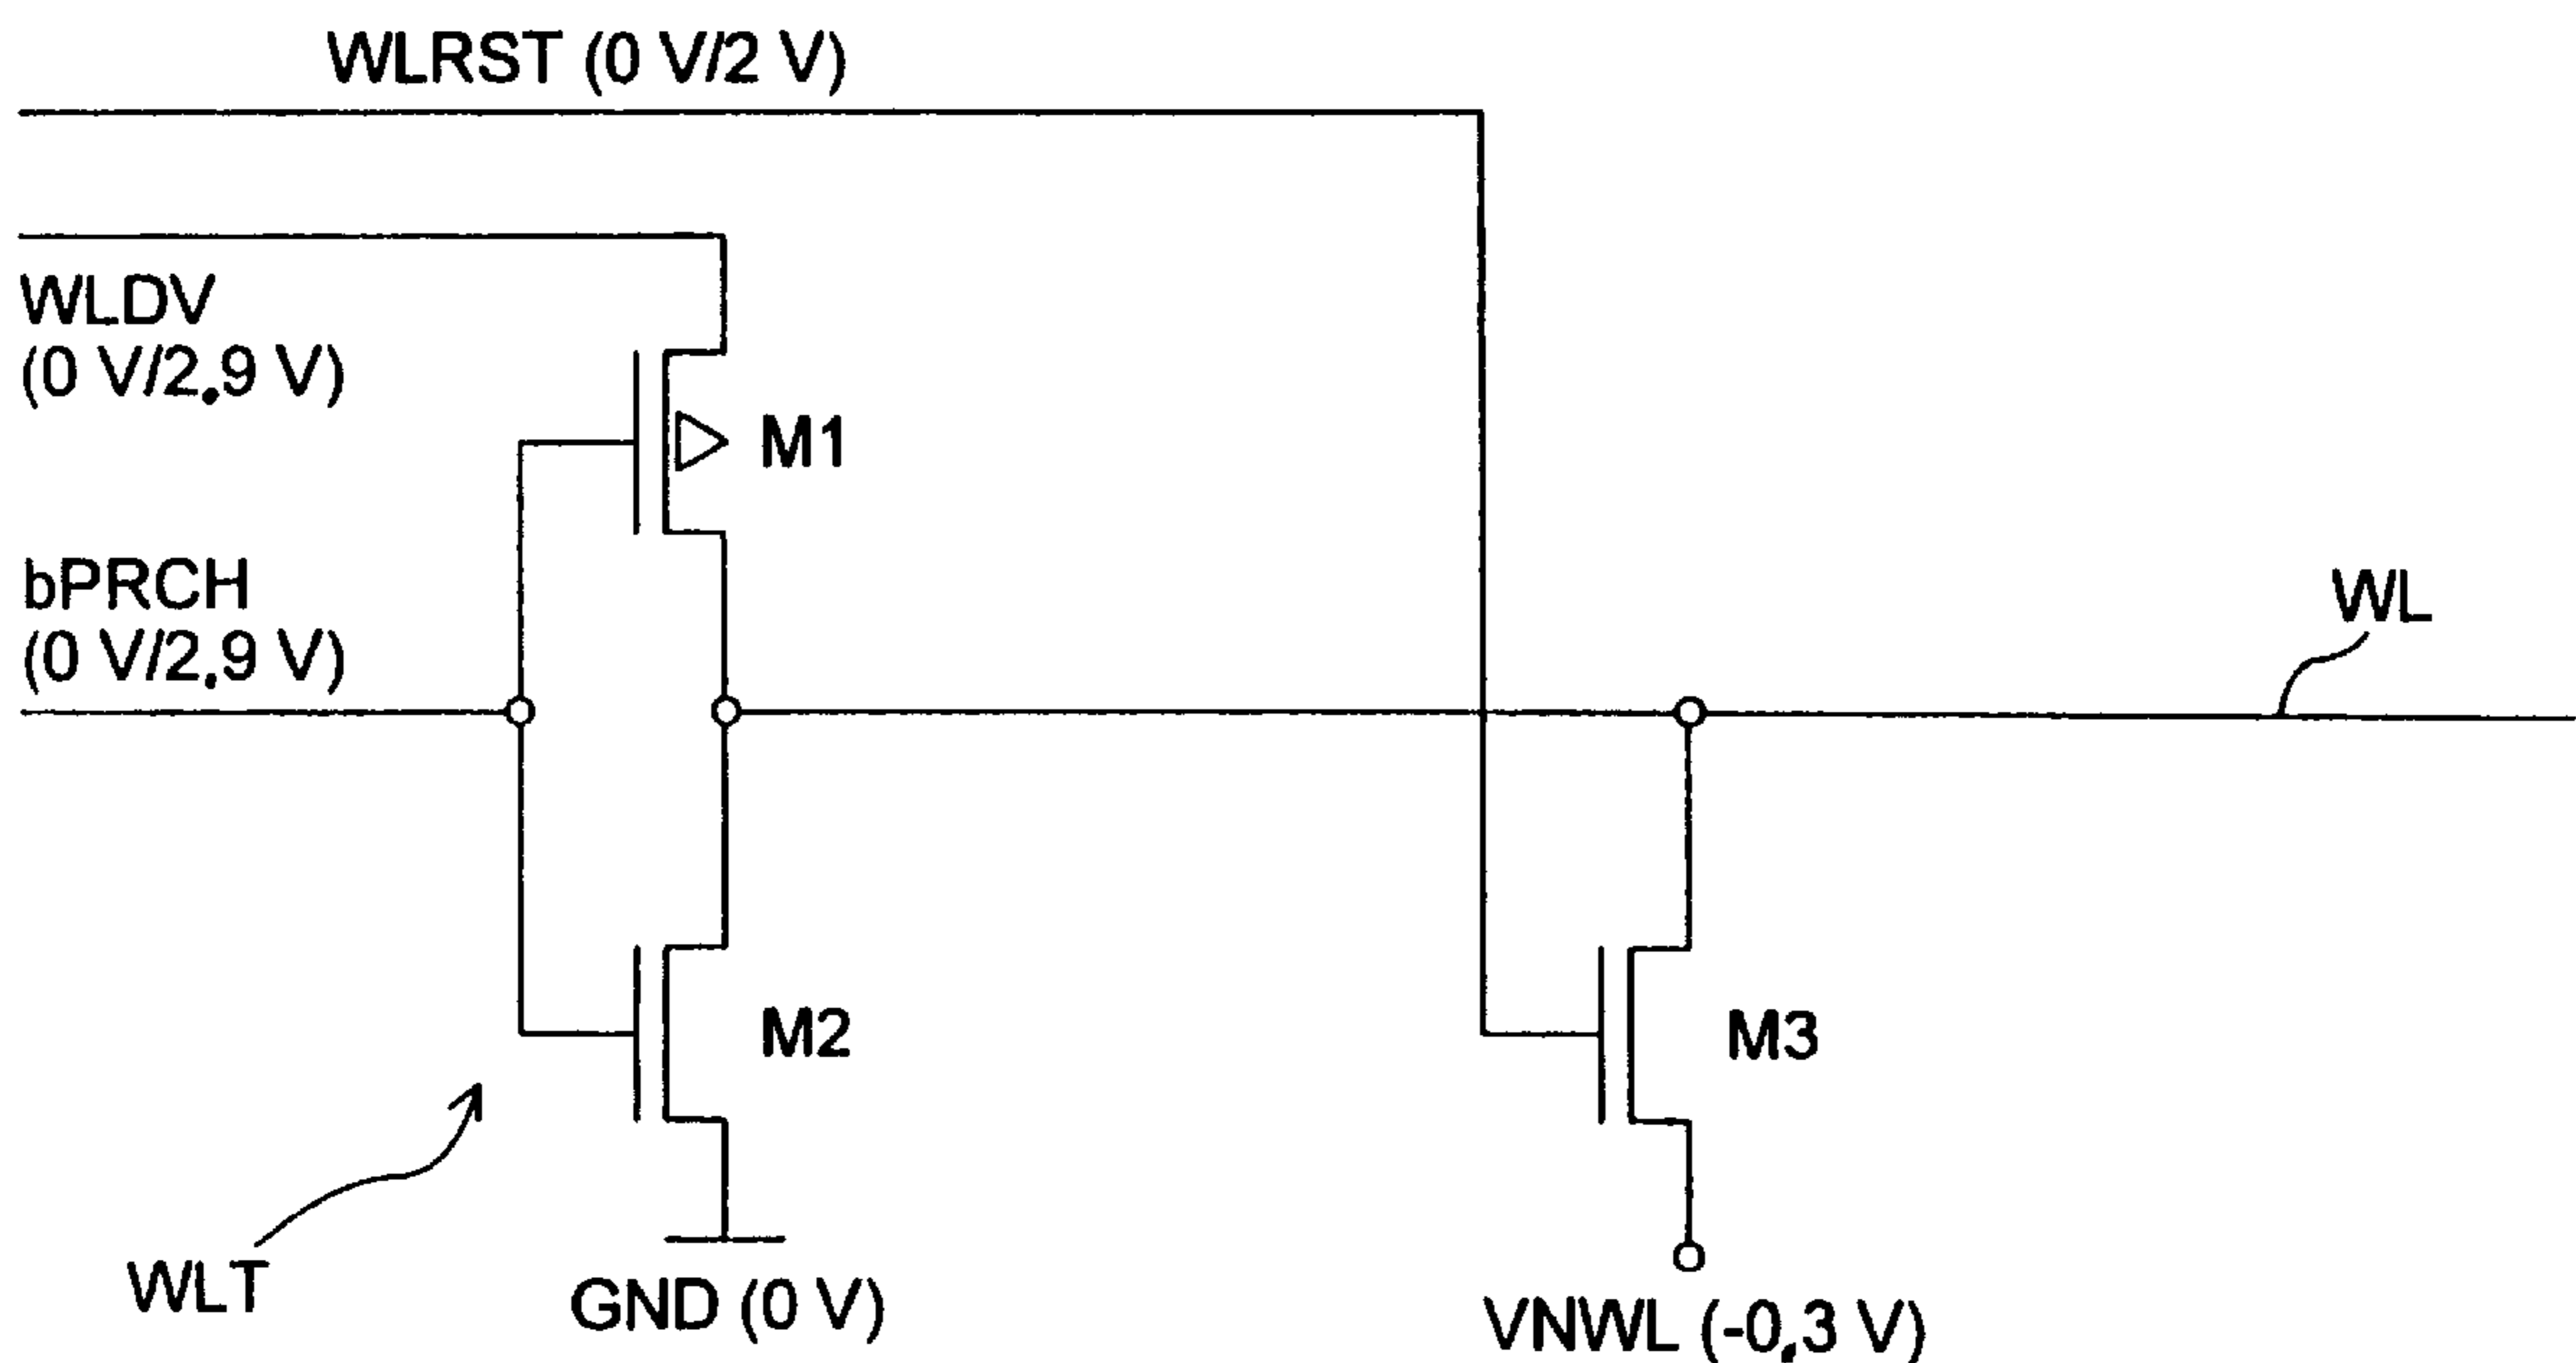 WLRST (0 V/2 V)
WLDV
(0 V/2.9 V)
M1
bPRCH
(0 V/2.9 V)
WL
M2
M3
WLT
GND (0 V)
VNWL (-0.3 V)